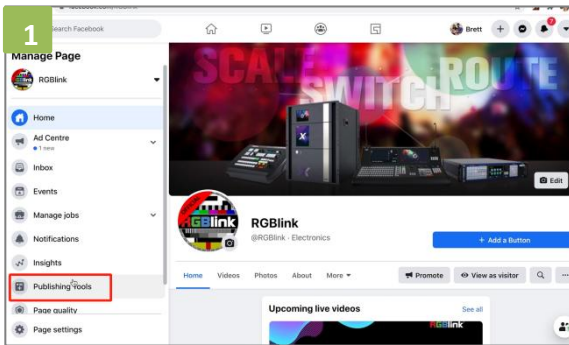 1
Search Facebook
Brett
Manage Page
RGBlink
Home
Ad Centre
1 new
Inbox
Events
Manage jobs
Notifications
Insights
Publishing Tools
Page quality
Page settings
SCALE
SWITCH
ROUTE
X
Edit
RGBlink
RGBlink
@RGBlink · Electronics
+ Add a Button
Home Videos Photos About More
Promote
View as visitor
Upcoming live videos
See all
RGBlink